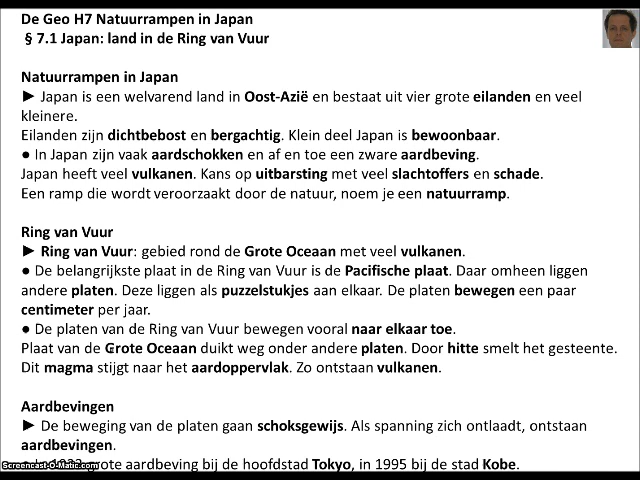 De Geo H7 Natuurrampen in Japan
§ 7.1 Japan: land in de Ring van Vuur
Natuurrampen in Japan
► Japan is een welvarend land in Oost-Azië en bestaat uit vier grote eilanden en veel
kleinere.
Eilanden zijn dichtbebost en bergachtig. Klein deel Japan is bewoonbaar.
● In Japan zijn vaak aardschokken en af en toe een zware aardbeving.
Japan heeft veel vulkanen. Kans op uitbarsting met veel slachtoffers en schade.
Een ramp die wordt veroorzaakt door de natuur, noem je een natuurramp.
Ring van Vuur
► Ring van Vuur: gebied rond de Grote Oceaan met veel vulkanen.
● De belangrijkste plaat in de Ring van Vuur is de Pacifische plaat. Daar omheen liggen
andere platen. Deze liggen als puzzelstukjes aan elkaar. De platen bewegen een paar
centimeter per jaar.
● De platen van de Ring van Vuur bewegen vooral naar elkaar toe.
Plaat van de Grote Oceaan duikt weg onder andere platen. Door hitte smelt het gesteente.
Dit magma stijgt naar het aardoppervlak. Zo ontstaan vulkanen.
Aardbevingen
► De beweging van de platen gaan schoksgewijs. Als spanning zich ontlaadt, ontstaan
aardbevingen.
grote aardbeving bij de hoofdstad Tokyo, in 1995 bij de stad Kobe.
Screencast-O-Matic.com